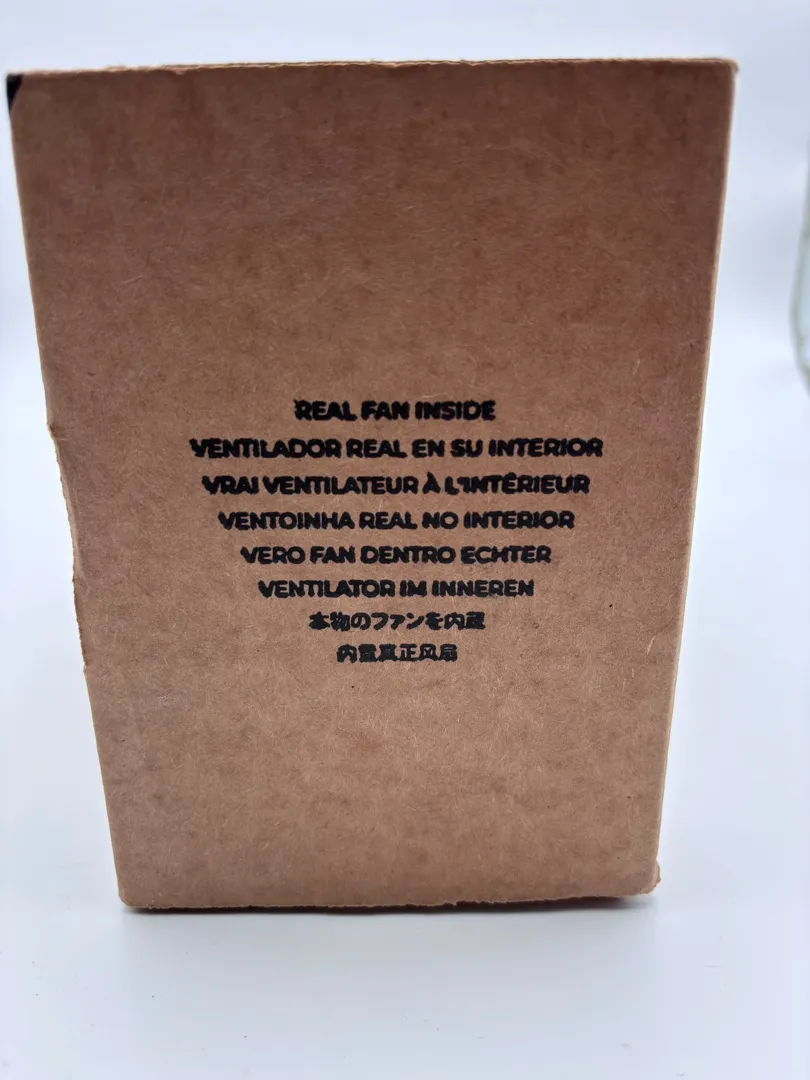 REAL FAN INSIDE
VENTILADOR REAL EN SU INTERIOR
VRAI VENTILATEUR À L'INTÉRIEUR
VENTOINHA REAL NO INTERIOR
VERO FAN DENTRO ECHTER
VENTILATOR IM INNEREN
本物のファンを内蔵
内置真正风扇